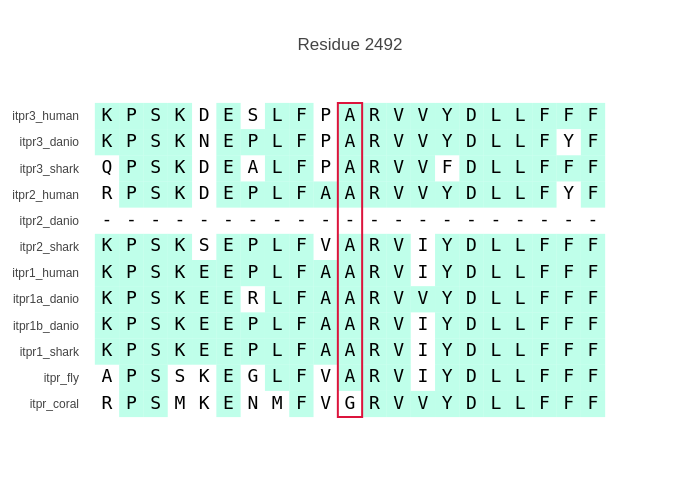 Residue 2492
itpr3_human K P S K D E S L F P A R V V Y D L L F F F
itpr3_danio K P S K N E P L F P A R V V Y D L L F Y F
itpr3_shark Q P S K D E A L F P A R V V F D L L F F F
itpr2_human R P S K D E P L F A A R V V Y D L L F Y F
itpr2_danio - - - - - - - - - - - - - - - - - - - - -
itpr2_shark K P S K S E P L F V A R V I Y D L L F F F
itpr1_human K P S K E E P L F A A R V I Y D L L F F F
itpr1a_danio K P S K E E R L F A A R V V Y D L L F F F
itpr1b_danio K P S K E E P L F A A R V I Y D L L F F F
itpr1_shark K P S K E E P L F A A R V I Y D L L F F F
itpr_fly A P S S K E G L F V A R V I Y D L L F F F
itpr_coral R P S M K E N M F V G R V V Y D L L F F F